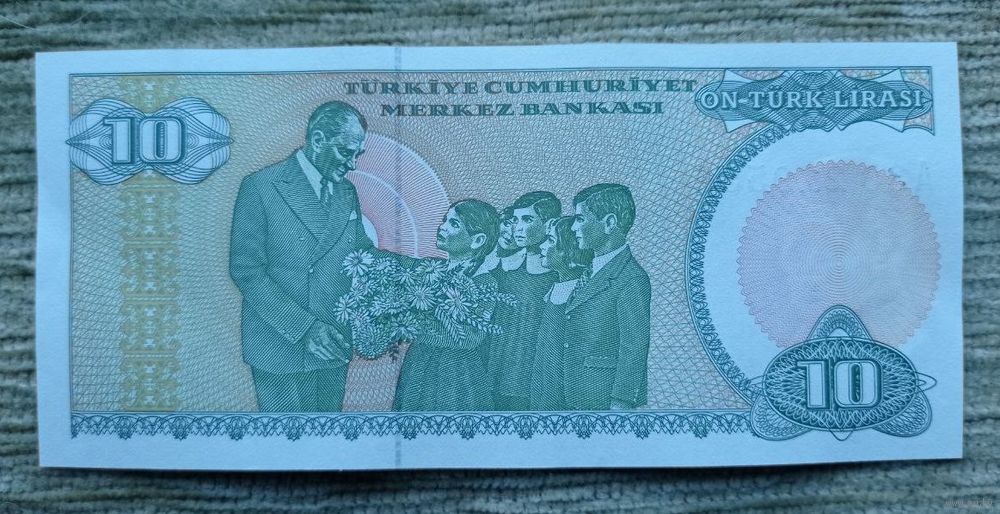 TÜRKİYE CUMHURİYET
MERKEZ BANKASI
ON-TÜRK LİRASI
10
10